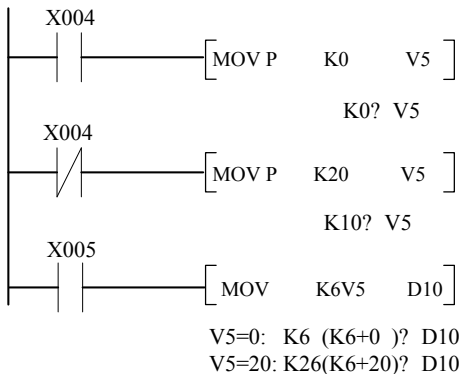 X004
MOV P K0 V5
K0? V5
X004
MOV P K20 V5
K10? V5
X005
MOV K6V5 D10
V5=0: K6 (K6+0 )? D10
V5=20: K26(K6+20)? D10